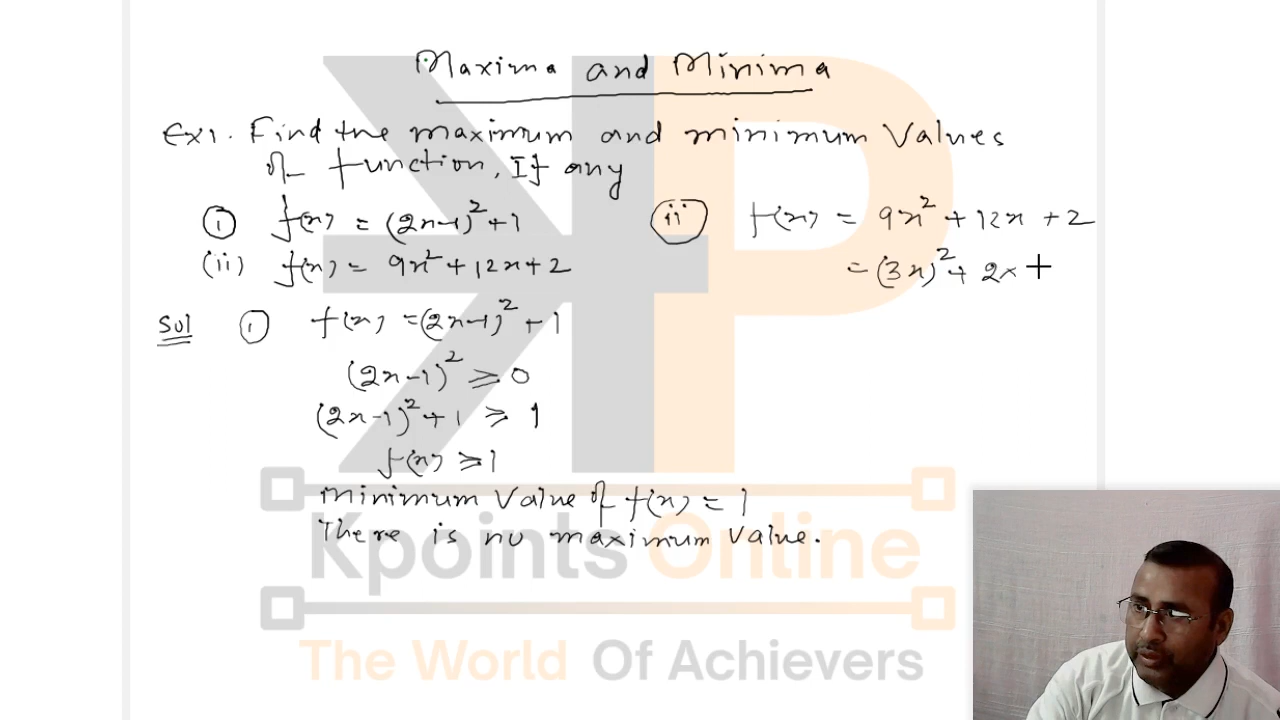 Maxima and Minima
Ex1. Find the maximum and minimum Values
of function, If any
(i) f(x) = (2x-1)² + 1
(ii) f(x) = 9x² + 12x + 2
Sol (i) f(x) = (2x-1)² + 1
(2x-1)² ≥ 0
(2x-1)² + 1 ≥ 1
f(x) ≥ 1
minimum Value of f(x) = 1
There is no maximum Value.
(ii) f(x) = 9x² + 12x + 2
= (3x)² + 2×
Kpoints Online
The World Of Achievers